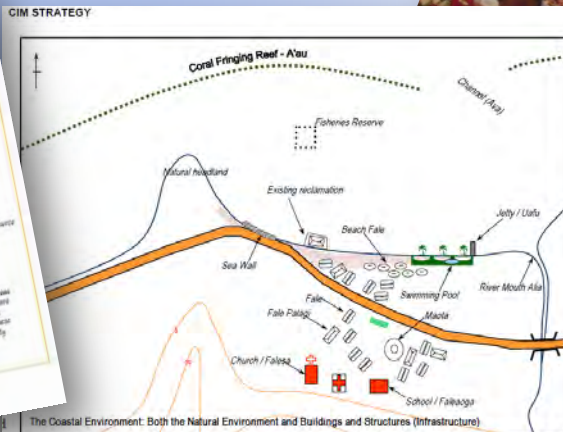 CIM STRATEGY
Coral Fringing Reef - A'au
Channel (Ava)
Fisheries Reserve
Natural headland
Existing reclamation
Jetty / Uafu
Beach Fale
Sea Wall
Swimming Pool
River Mouth Alia
Fale
Maota
Fale Palagi
Church / Falesa
School / Faleaoga
The Coastal Environment: Both the Natural Environment and Buildings and Structures (Infrastructure)